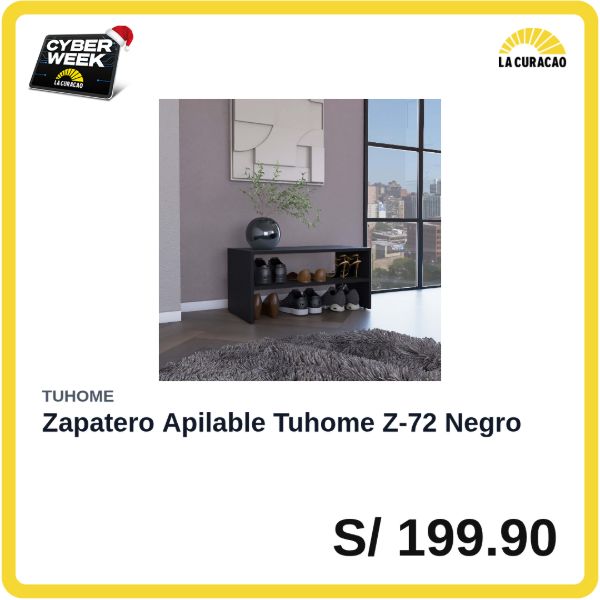 CYBER
WEEK
LA CURACAO
LA CURACAO
TUHOME
Zapatero Apilable Tuhome Z-72 Negro
S/ 199.90